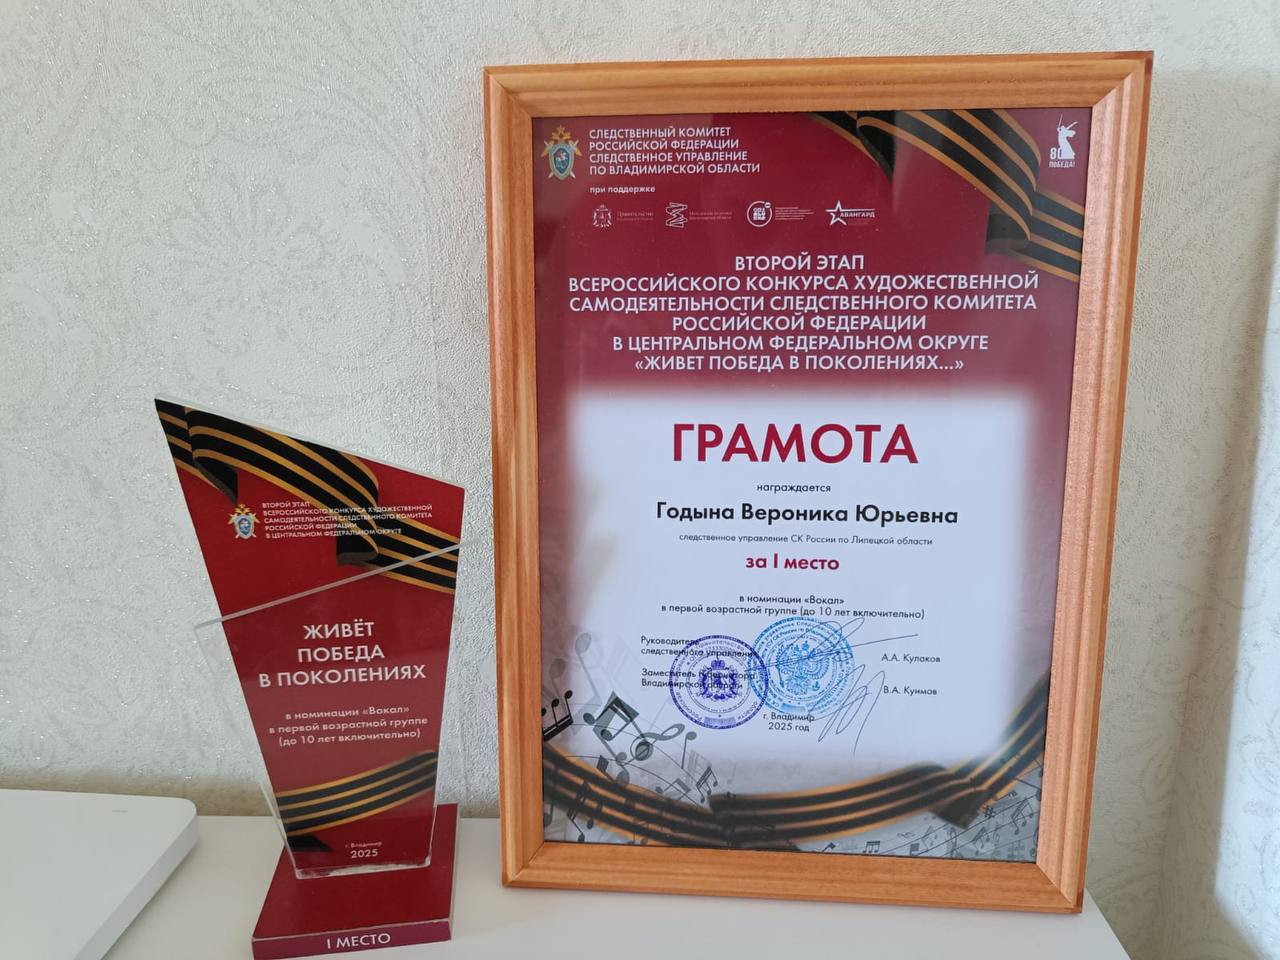 ВТОРОЙ ЭТАП
ВСЕРОССИЙСКОГО КОНКУРСА ХУДОЖЕСТВЕННОЙ
САМОДЕЯТЕЛЬНОСТИ СЛЕДСТВЕННОГО КОМИТЕТА
РОССИЙСКОЙ ФЕДЕРАЦИИ
В ЦЕНТРАЛЬНОМ ФЕДЕРАЛЬНОМ ОКРУГЕ
ЖИВЁТ
ПОБЕДА
В ПОКОЛЕНИЯХ
в номинации «Вокал»
в первой возрастной группе
(до 10 лет включительно)
г. Владимир
2025
I МЕСТО
СЛЕДСТВЕННЫЙ КОМИТЕТ
РОССИЙСКОЙ ФЕДЕРАЦИИ
СЛЕДСТВЕННОЕ УПРАВЛЕНИЕ
ПО ВЛАДИМИРСКОЙ ОБЛАСТИ
80
ПОБЕДА!
при поддержке
Правительство
АВАНГАРД
ВТОРОЙ ЭТАП
ВСЕРОССИЙСКОГО КОНКУРСА ХУДОЖЕСТВЕННОЙ
САМОДЕЯТЕЛЬНОСТИ СЛЕДСТВЕННОГО КОМИТЕТА
РОССИЙСКОЙ ФЕДЕРАЦИИ
В ЦЕНТРАЛЬНОМ ФЕДЕРАЛЬНОМ ОКРУГЕ
«ЖИВЕТ ПОБЕДА В ПОКОЛЕНИЯХ...»
ГРАМОТА
награждается
Годына Вероника Юрьевна
следственное управление СК России по Липецкой области
за I место
в номинации «Вокал»
в первой возрастной группе (до 10 лет включительно)
Руководитель
следственного управления
А.А. Кулаков
Заместитель Губернатора
Владимирской области
В.А. Куимов
г. Владимир
2025 год